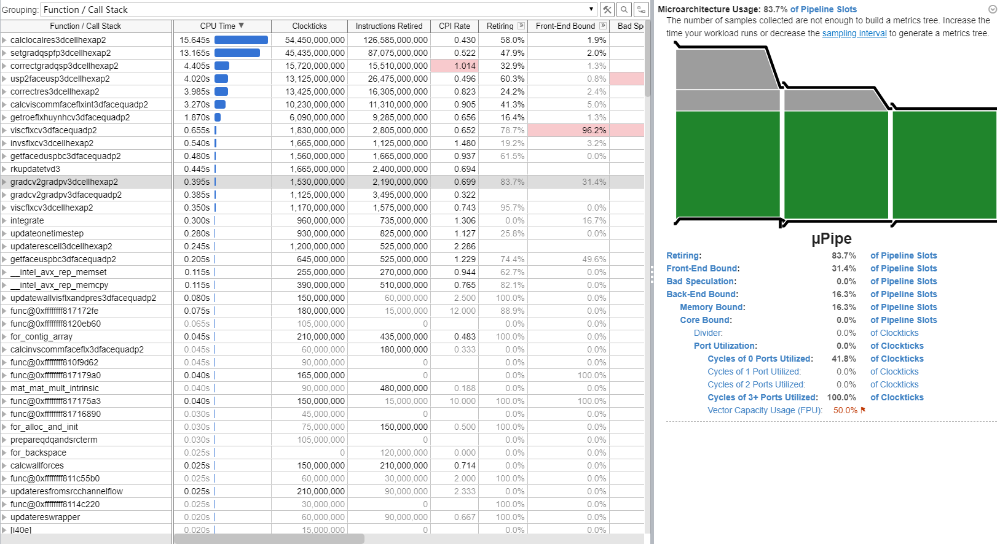 Grouping: Function / Call Stack
Function / Call Stack CPU Time ▼ Clockticks Instructions Retired CPI Rate Retiring » Front-End Bound » Bad Spe
calclocalres3dcellhexap2 15.645s 54,450,000,000 126,585,000,000 0.430 58.0% 1.9%
setgradqspfp3dcellhexap2 13.165s 45,435,000,000 87,075,000,000 0.522 47.9% 2.0%
correctgradqsp3dcellhexap2 4.405s 15,720,000,000 15,510,000,000 1.014 32.9% 1.3%
usp2faceusp3dcellhexap2 4.020s 13,125,000,000 26,475,000,000 0.496 60.3% 0.8%
correctres3dcellhexap2 3.985s 13,425,000,000 16,305,000,000 0.823 24.2% 2.4%
calcviscommfaceflxint3dfacequadp2 3.270s 10,230,000,000 11,310,000,000 0.905 41.3% 5.0%
getroeflxhuynhcv3dfacequadp2 1.870s 6,090,000,000 9,285,000,000 0.656 16.4% 1.3%
viscflxcv3dfacequadp2 0.655s 1,830,000,000 2,805,000,000 0.652 78.7% 96.2%
invsflxcv3dcellhexap2 0.540s 1,665,000,000 1,125,000,000 1.480 19.2% 3.2%
getfaceduspbc3dfacequadp2 0.480s 1,560,000,000 1,665,000,000 0.937 61.5% 0.0%
rkupdatetvd3 0.445s 1,665,000,000 2,400,000,000 0.694
gradcv2gradpv3dcellhexap2 0.395s 1,530,000,000 2,190,000,000 0.699 83.7% 31.4%
gradcv2gradpv3dfacequadp2 0.385s 1,125,000,000 3,495,000,000 0.322
viscflxcv3dcellhexap2 0.350s 1,170,000,000 1,575,000,000 0.743 95.7% 0.0%
integrate 0.300s 960,000,000 735,000,000 1.306 0.0% 16.7%
updateonetimestep 0.280s 930,000,000 825,000,000 1.127 25.8% 0.0%
updaterescell3dcellhexap2 0.245s 1,200,000,000 525,000,000 2.286
getfaceuspbc3dfacequadp2 0.205s 645,000,000 525,000,000 1.229 74.4% 49.6%
__intel_avx_rep_memset 0.115s 255,000,000 270,000,000 0.944 62.7% 0.0%
__intel_avx_rep_memcpy 0.115s 390,000,000 510,000,000 0.765 82.1% 0.0%
updatewallvisflxandpres3dfacequadp2 0.080s 150,000,000 60,000,000 2.500 100.0% 0.0%
func@0xffffffff817172fe 0.075s 180,000,000 15,000,000 12.000 88.9% 0.0%
func@0xffffffff8120eb60 0.065s 105,000,000 0 0.0% 0.0%
for_contig_array 0.045s 210,000,000 435,000,000 0.483 100.0% 0.0%
calcinvscommfaceflx3dfacequadp2 0.045s 60,000,000 180,000,000 0.333 0.0% 0.0%
func@0xffffffff810f9d62 0.045s 90,000,000 0 0.0% 0.0%
func@0xffffffff817179a0 0.040s 165,000,000 0 0.0% 100.0%
mat_mat_mult_intrinsic 0.040s 90,000,000 480,000,000 0.188 0.0% 0.0%
func@0xffffffff817175a3 0.040s 150,000,000 15,000,000 10.000 100.0% 100.0%
func@0xffffffff81716890 0.030s 45,000,000 0 0.0% 0.0%
for_alloc_and_init 0.030s 75,000,000 150,000,000 0.500 100.0% 0.0%
prepareqdqandsrcterm 0.030s 105,000,000 0 0.0% 0.0%
for_backspace 0.025s 0 120,000,000 0.000 0.0% 0.0%
calcwallforces 0.025s 150,000,000 210,000,000 0.714 0.0% 0.0%
func@0xffffffff811c55b0 0.025s 60,000,000 30,000,000 2.000 100.0% 0.0%
updateresfromsrcchannelflow 0.025s 210,000,000 90,000,000 2.333 0.0% 0.0%
func@0xffffffff8114c220 0.025s 30,000,000 0 100.0% 0.0%
updatereswrapper 0.020s 60,000,000 90,000,000 0.667 100.0% 0.0%
[i40e] 0.020s 15,000,000 0 0.0% 0.0%
Microarchitecture Usage: 83.7% of Pipeline Slots
The number of samples collected are not enough to build a metrics tree. Increase the
time your workload runs or decrease the sampling interval to generate a metrics tree.
µPipe
Retiring: 83.7% of Pipeline Slots
Front-End Bound: 31.4% of Pipeline Slots
Bad Speculation: 0.0% of Pipeline Slots
Back-End Bound: 16.3% of Pipeline Slots
Memory Bound: 16.3% of Pipeline Slots
Core Bound: 0.0% of Pipeline Slots
Divider: 0.0% of Clockticks
Port Utilization: 0.0% of Clockticks
Cycles of 0 Ports Utilized: 41.8% of Clockticks
Cycles of 1 Port Utilized: 0.0% of Clockticks
Cycles of 2 Ports Utilized: 0.0% of Clockticks
Cycles of 3+ Ports Utilized: 100.0% of Clockticks
Vector Capacity Usage (FPU): 50.0%